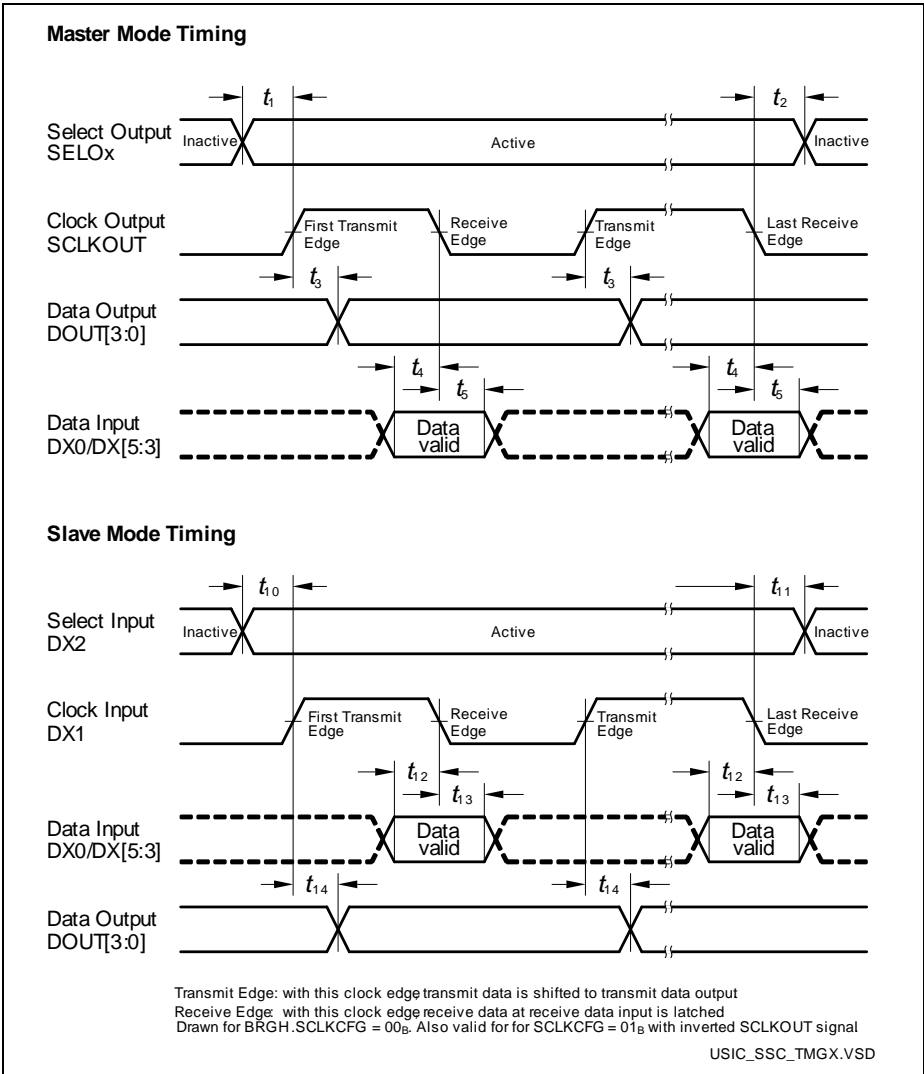 Master Mode Timing
t1
t2
Select Output
SELOx
Inactive
Active
Inactive
Clock Output
SCLKOUT
First Transmit
Edge
Receive
Edge
Transmit
Edge
Last Receive
Edge
t3
t3
Data Output
DOUT[3:0]
t4
t5
t4
t5
Data Input
DX0/DX[5:3]
Data
valid
Data
valid
Slave Mode Timing
t10
t11
Select Input
DX2
Inactive
Active
Inactive
Clock Input
DX1
First Transmit
Edge
Receive
Edge
Transmit
Edge
Last Receive
Edge
t12
t13
t12
t13
Data Input
DX0/DX[5:3]
Data
valid
Data
valid
t14
t14
Data Output
DOUT[3:0]
Transmit Edge: with this clock edge, transmit data is shifted to transmit data output
Receive Edge: with this clock edge, receive data at receive data input is latched
Drawn for BRGH.SCLKCFG = 00B. Also valid for for SCLKCFG = 01B with inverted SCLKOUT signal.
USIC_SSC_TMGX.VSD